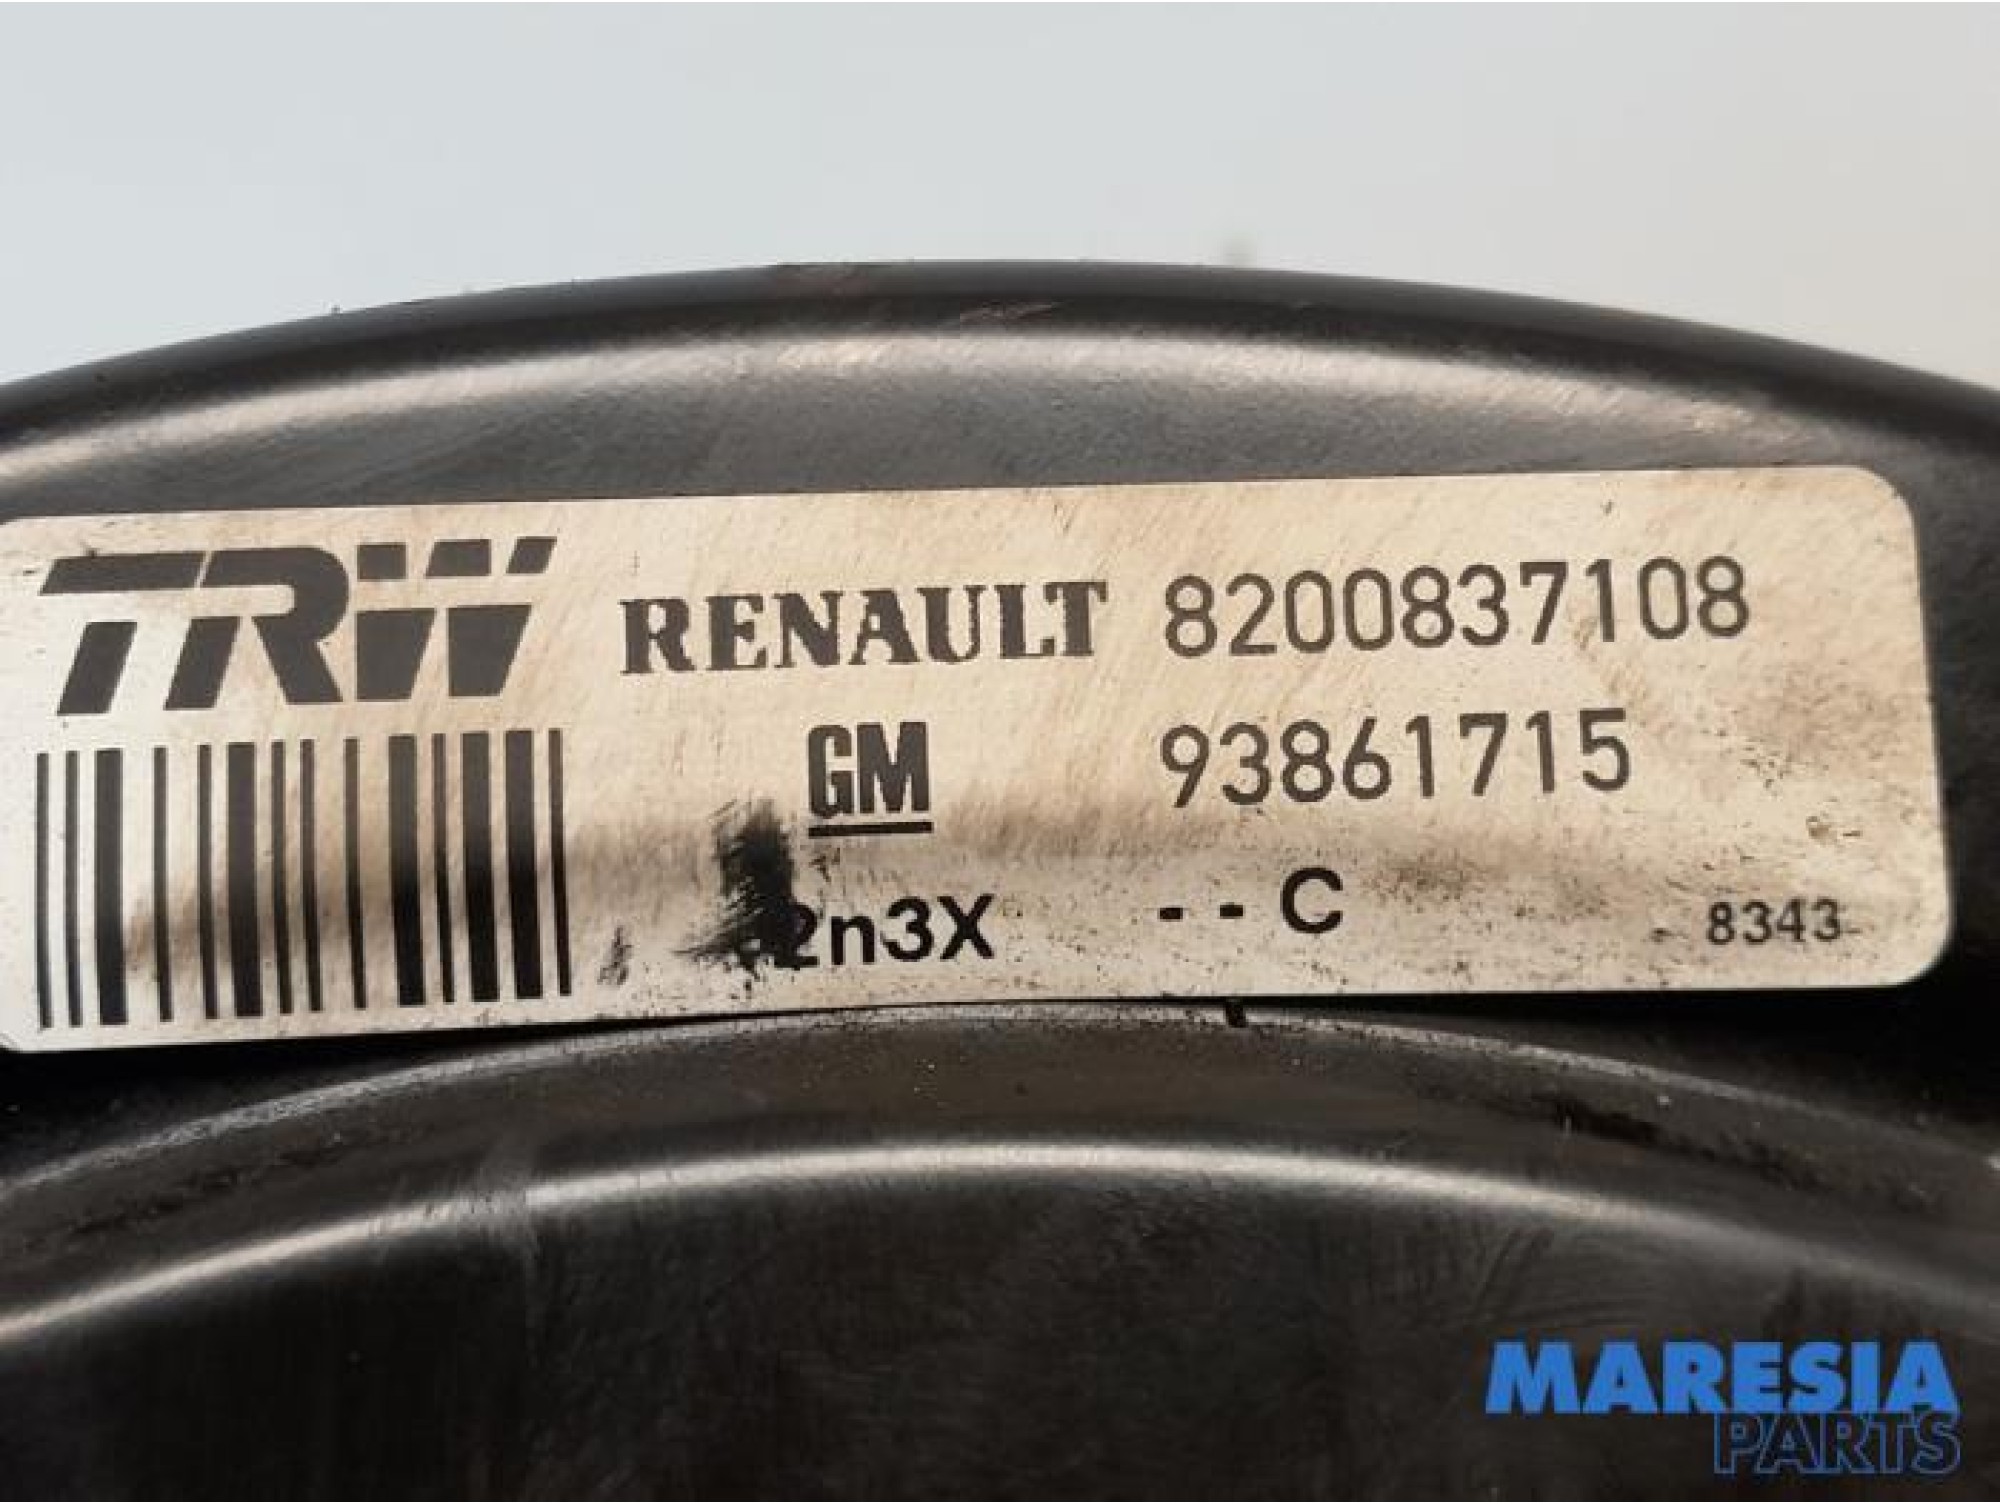 TRW RENAULT 8200837108
GM 93861715
2n3X -- C 8343
MARESIA
PARTS